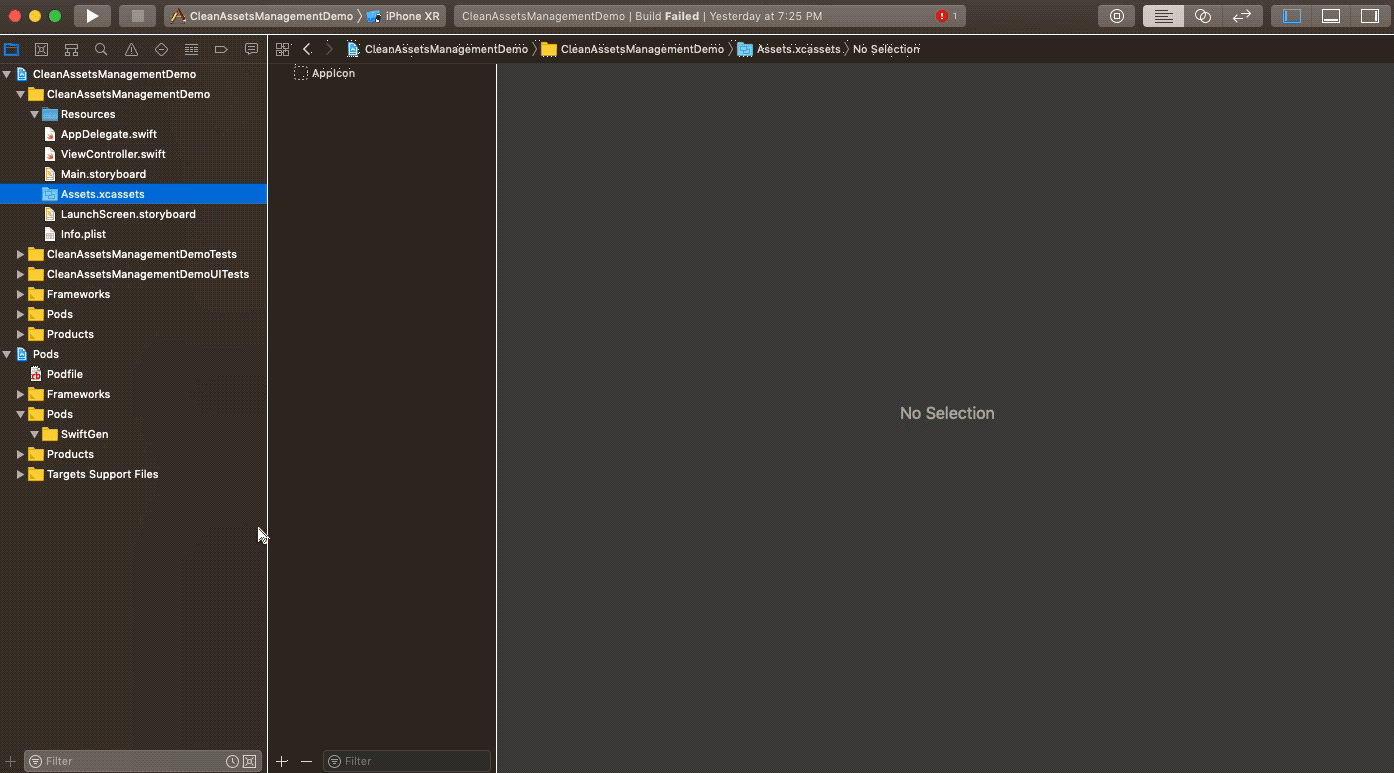 CleanAssetsManagementDemo iPhone XR
CleanAssetsManagementDemo | Build Failed | Yesterday at 7:25 PM
1
CleanAssetsManagementDemo CleanAssetsManagementDemo Assets.xcassets No Selection
CleanAssetsManagementDemo
CleanAssetsManagementDemo
Resources
AppDelegate.swift
ViewController.swift
Main.storyboard
Assets.xcassets
LaunchScreen.storyboard
Info.plist
CleanAssetsManagementDemoTests
CleanAssetsManagementDemoUITests
Frameworks
Pods
Products
Pods
Podfile
Frameworks
Pods
SwiftGen
Products
Targets Support Files
Filter
AppIcon
Filter
No Selection